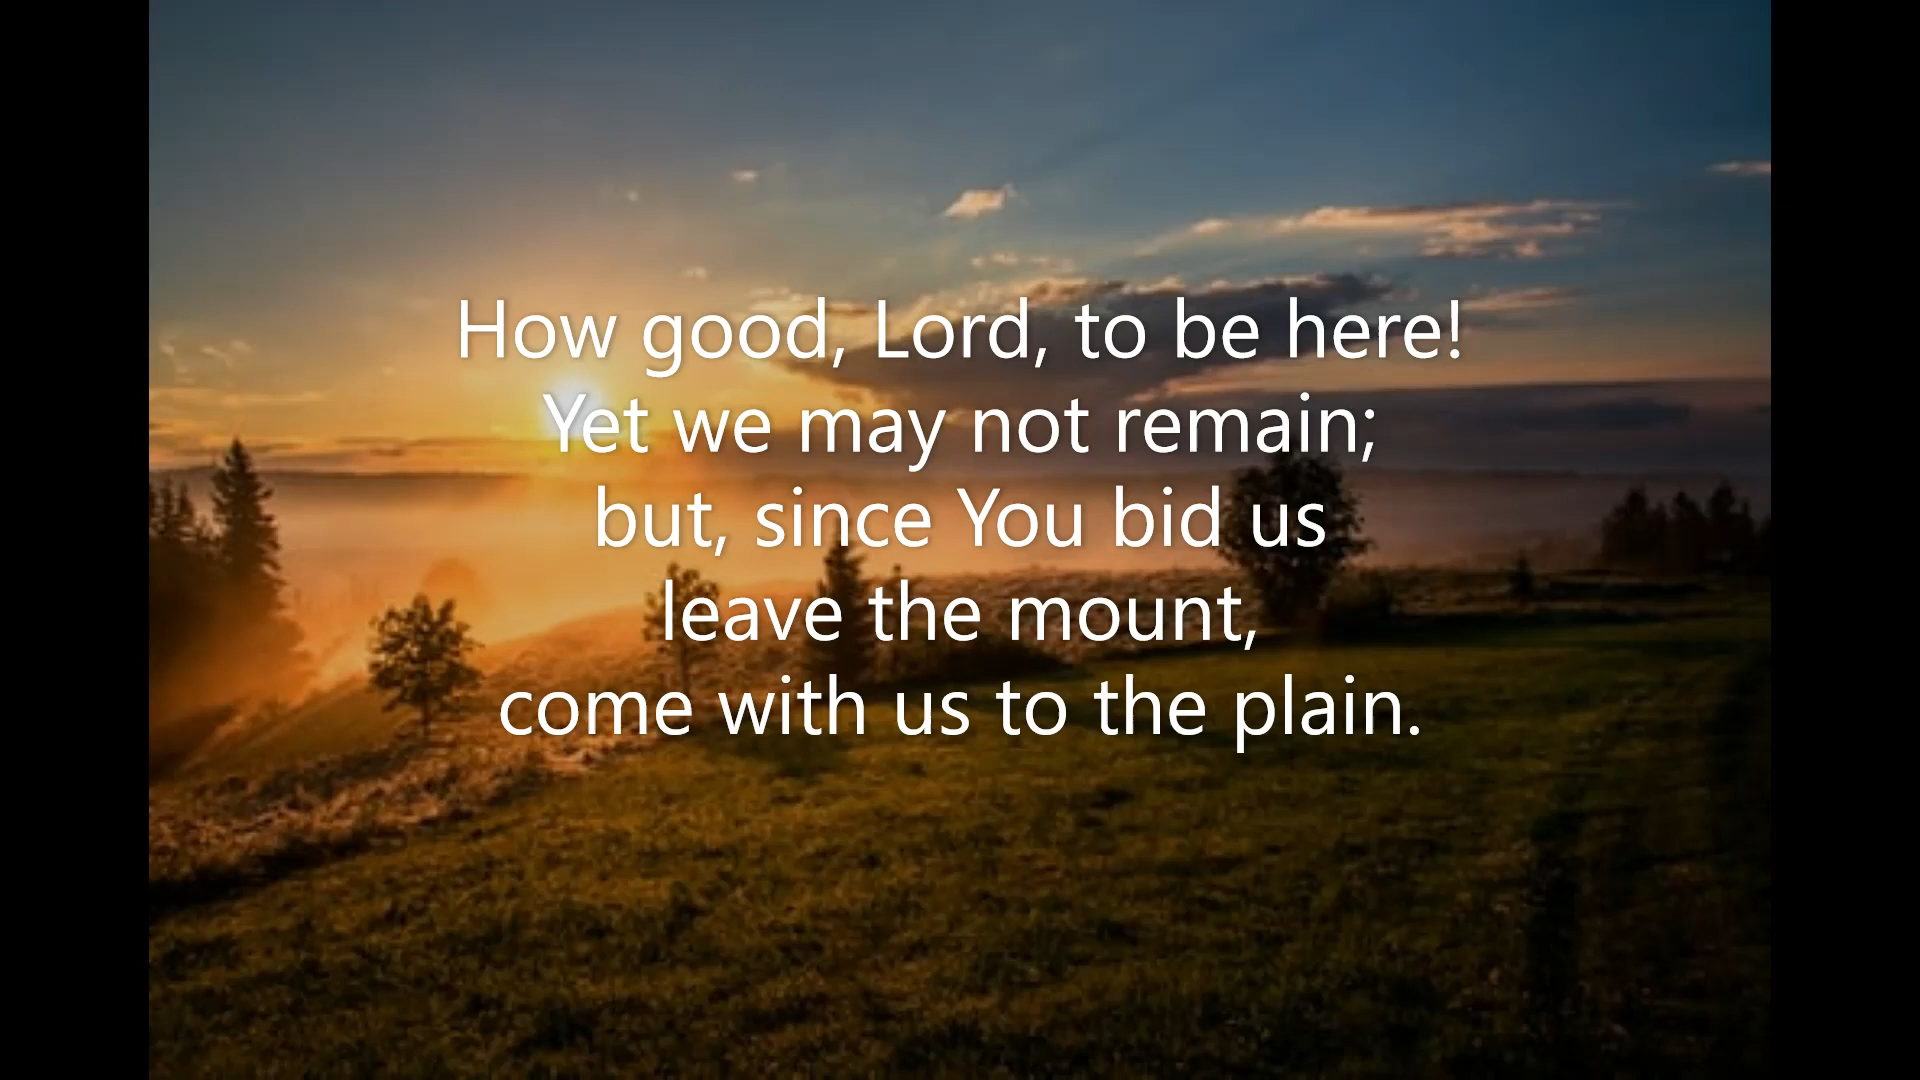 How good, Lord, to be here!
Yet we may not remain;
but, since You bid us
leave the mount,
come with us to the plain.